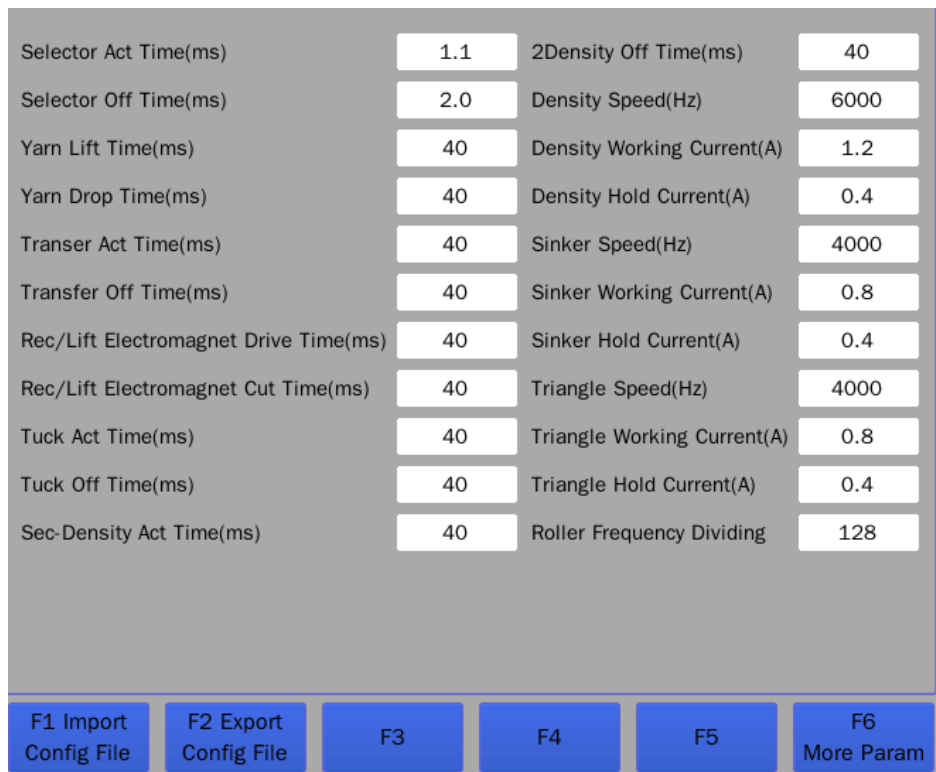 Selector Act Time(ms) 1.1 2Density Off Time(ms) 40
Selector Off Time(ms) 2.0 Density Speed(Hz) 6000
Yarn Lift Time(ms) 40 Density Working Current(A) 1.2
Yarn Drop Time(ms) 40 Density Hold Current(A) 0.4
Transer Act Time(ms) 40 Sinker Speed(Hz) 4000
Transfer Off Time(ms) 40 Sinker Working Current(A) 0.8
Rec/Lift Electromagnet Drive Time(ms) 40 Sinker Hold Current(A) 0.4
Rec/Lift Electromagnet Cut Time(ms) 40 Triangle Speed(Hz) 4000
Tuck Act Time(ms) 40 Triangle Working Current(A) 0.8
Tuck Off Time(ms) 40 Triangle Hold Current(A) 0.4
Sec-Density Act Time(ms) 40 Roller Frequency Dividing 128
F1 Import
Config File
F2 Export
Config File
F3
F4
F5
F6
More Param